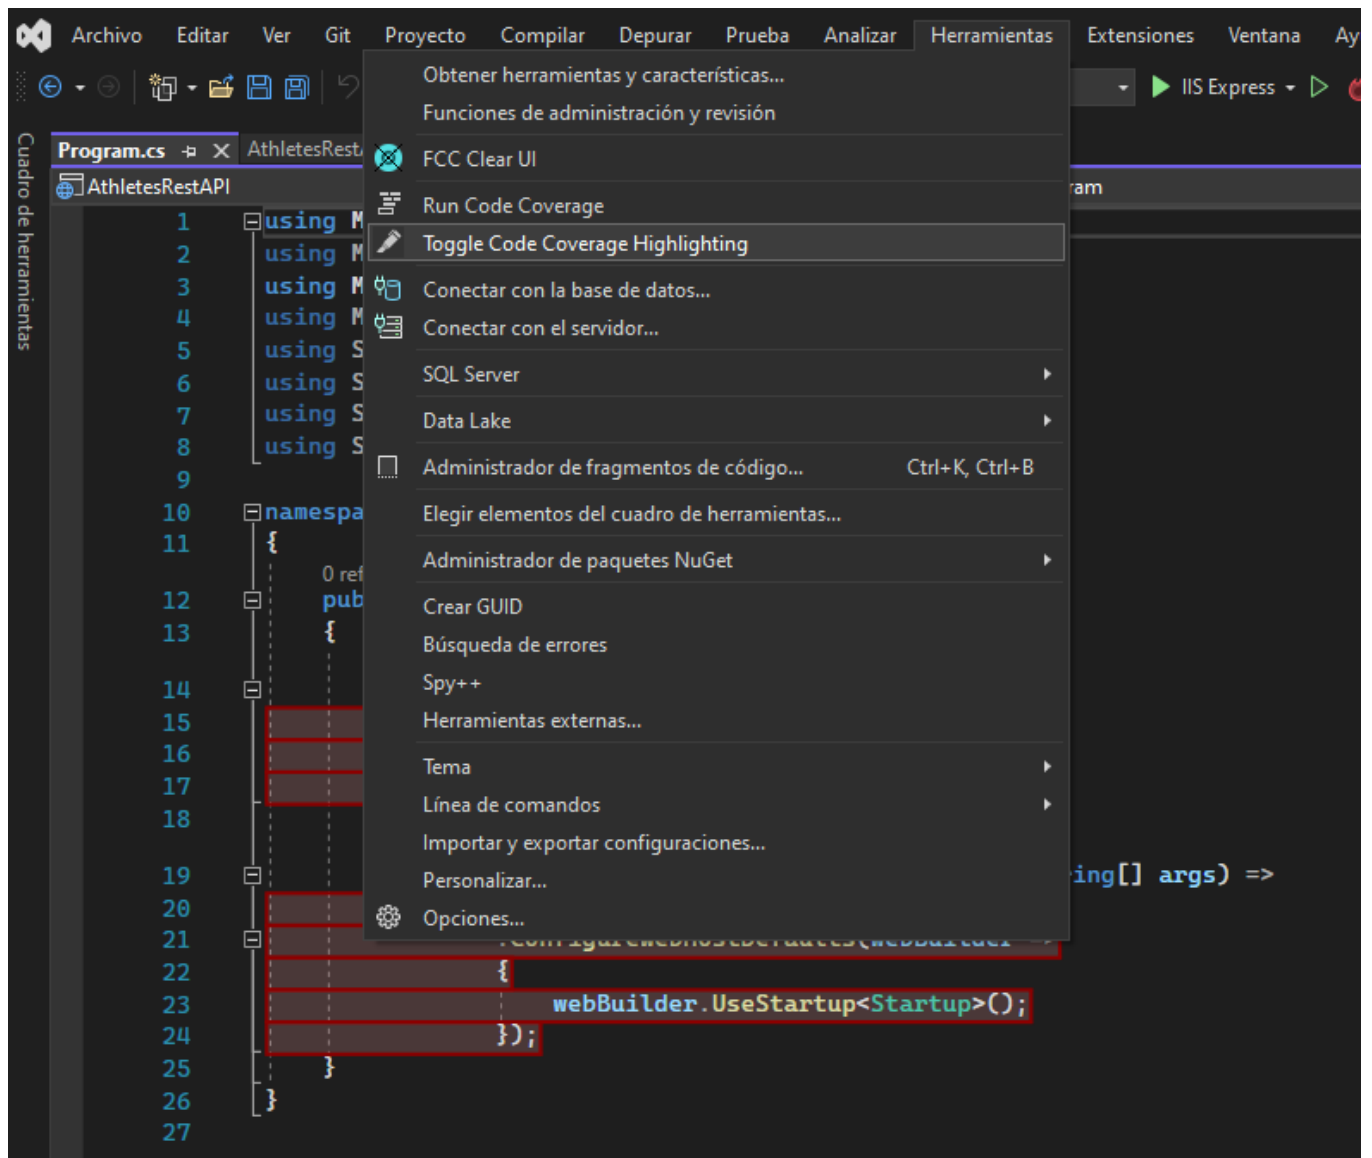 Archivo Editar Ver Git Proyecto Compilar Depurar Prueba Analizar Herramientas Extensiones Ventana Ay
IIS Express
Cuadro de herramientas
Program.cs AthletesRest
AthletesRestAPI ram
Obtener herramientas y características...
Funciones de administración y revisión
FCC Clear UI
Run Code Coverage
Toggle Code Coverage Highlighting
Conectar con la base de datos...
Conectar con el servidor...
SQL Server
Data Lake
Administrador de fragmentos de código... Ctrl+K, Ctrl+B
Elegir elementos del cuadro de herramientas...
Administrador de paquetes NuGet
Crear GUID
Búsqueda de errores
Spy++
Herramientas externas...
Tema
Línea de comandos
Importar y exportar configuraciones...
Personalizar...
Opciones...
1 using M
2 using M
3 using M
4 using M
5 using S
6 using S
7 using S
8 using S
9
10 namespa
11 {
0 ref
12 pub
13 {
14
15
16
17
18
19 ing[] args) =>
20
21 .ConfigureWebHostDefaults(webBuilder =>
22 {
23 webBuilder.UseStartup<Startup>();
24 });
25 }
26 }
27